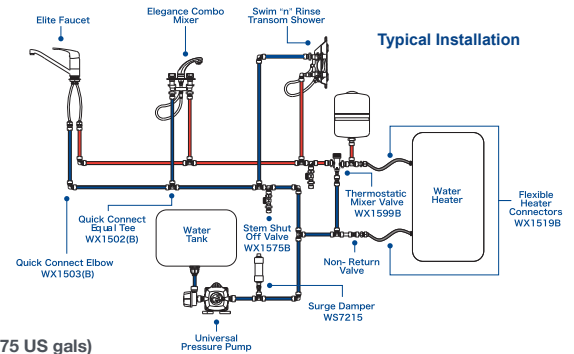 Elite Faucet
Elegance Combo
Mixer
Swim "n" Rinse
Transom Shower
Typical Installation
Thermostatic
Mixer Valve
WX1599B
Water
Heater
Flexible
Heater
Connectors
WX1519B
Quick Connect
Equal Tee
WX1502(B)
Water
Tank
Stem Shut
Off Valve
WX1575B
Quick Connect Elbow
WX1503(B)
Non- Return
Valve
Surge Damper
WS7215
Universal
Pressure Pump
75 US gals)